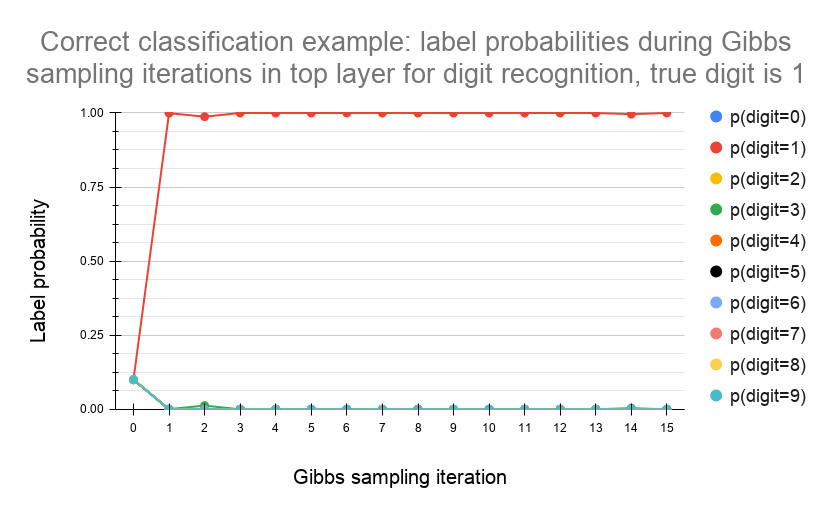 Correct classification example: label probabilities during Gibbs
sampling iterations in top layer for digit recognition, true digit is 1
Label probability
1.00
0.75
0.50
0.25
0.00
0 1 2 3 4 5 6 7 8 9 10 11 12 13 14 15
Gibbs sampling iteration
p(digit=0)
p(digit=1)
p(digit=2)
p(digit=3)
p(digit=4)
p(digit=5)
p(digit=6)
p(digit=7)
p(digit=8)
p(digit=9)